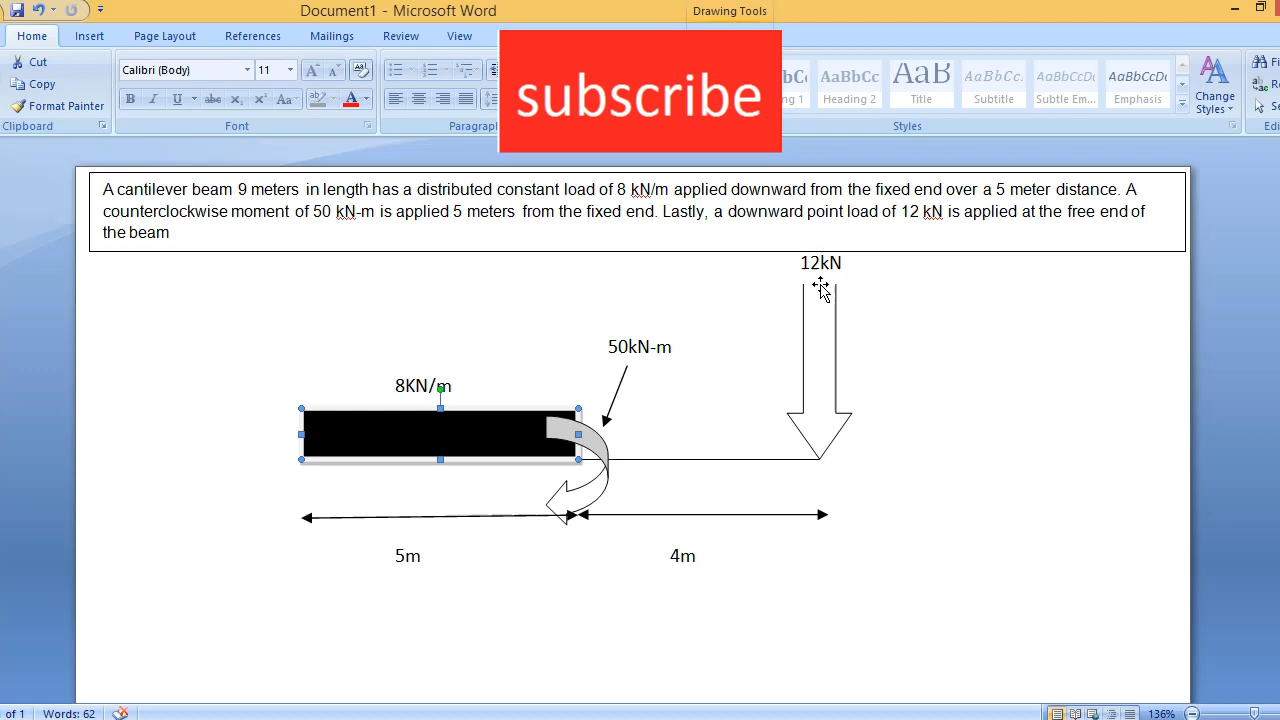 Document1 - Microsoft Word
Drawing Tools
Home Insert Page Layout References Mailings Review View
Cut
Copy
Format Painter
Clipboard
Calibri (Body) 11
Font
Paragraph
subscribe
AaBbCc AaB AaBbCc. AaBbCcDc AaBbCcDc
Heading 2 Title Subtitle Subtle Em... Emphasis
Change
Styles
Styles
A cantilever beam 9 meters in length has a distributed constant load of 8 kN/m applied downward from the fixed end over a 5 meter distance. A
counterclockwise moment of 50 kN-m is applied 5 meters from the fixed end. Lastly, a downward point load of 12 kN is applied at the free end of
the beam
12kN
50kN-m
8KN/m
5m 4m
of 1 Words: 62 136%